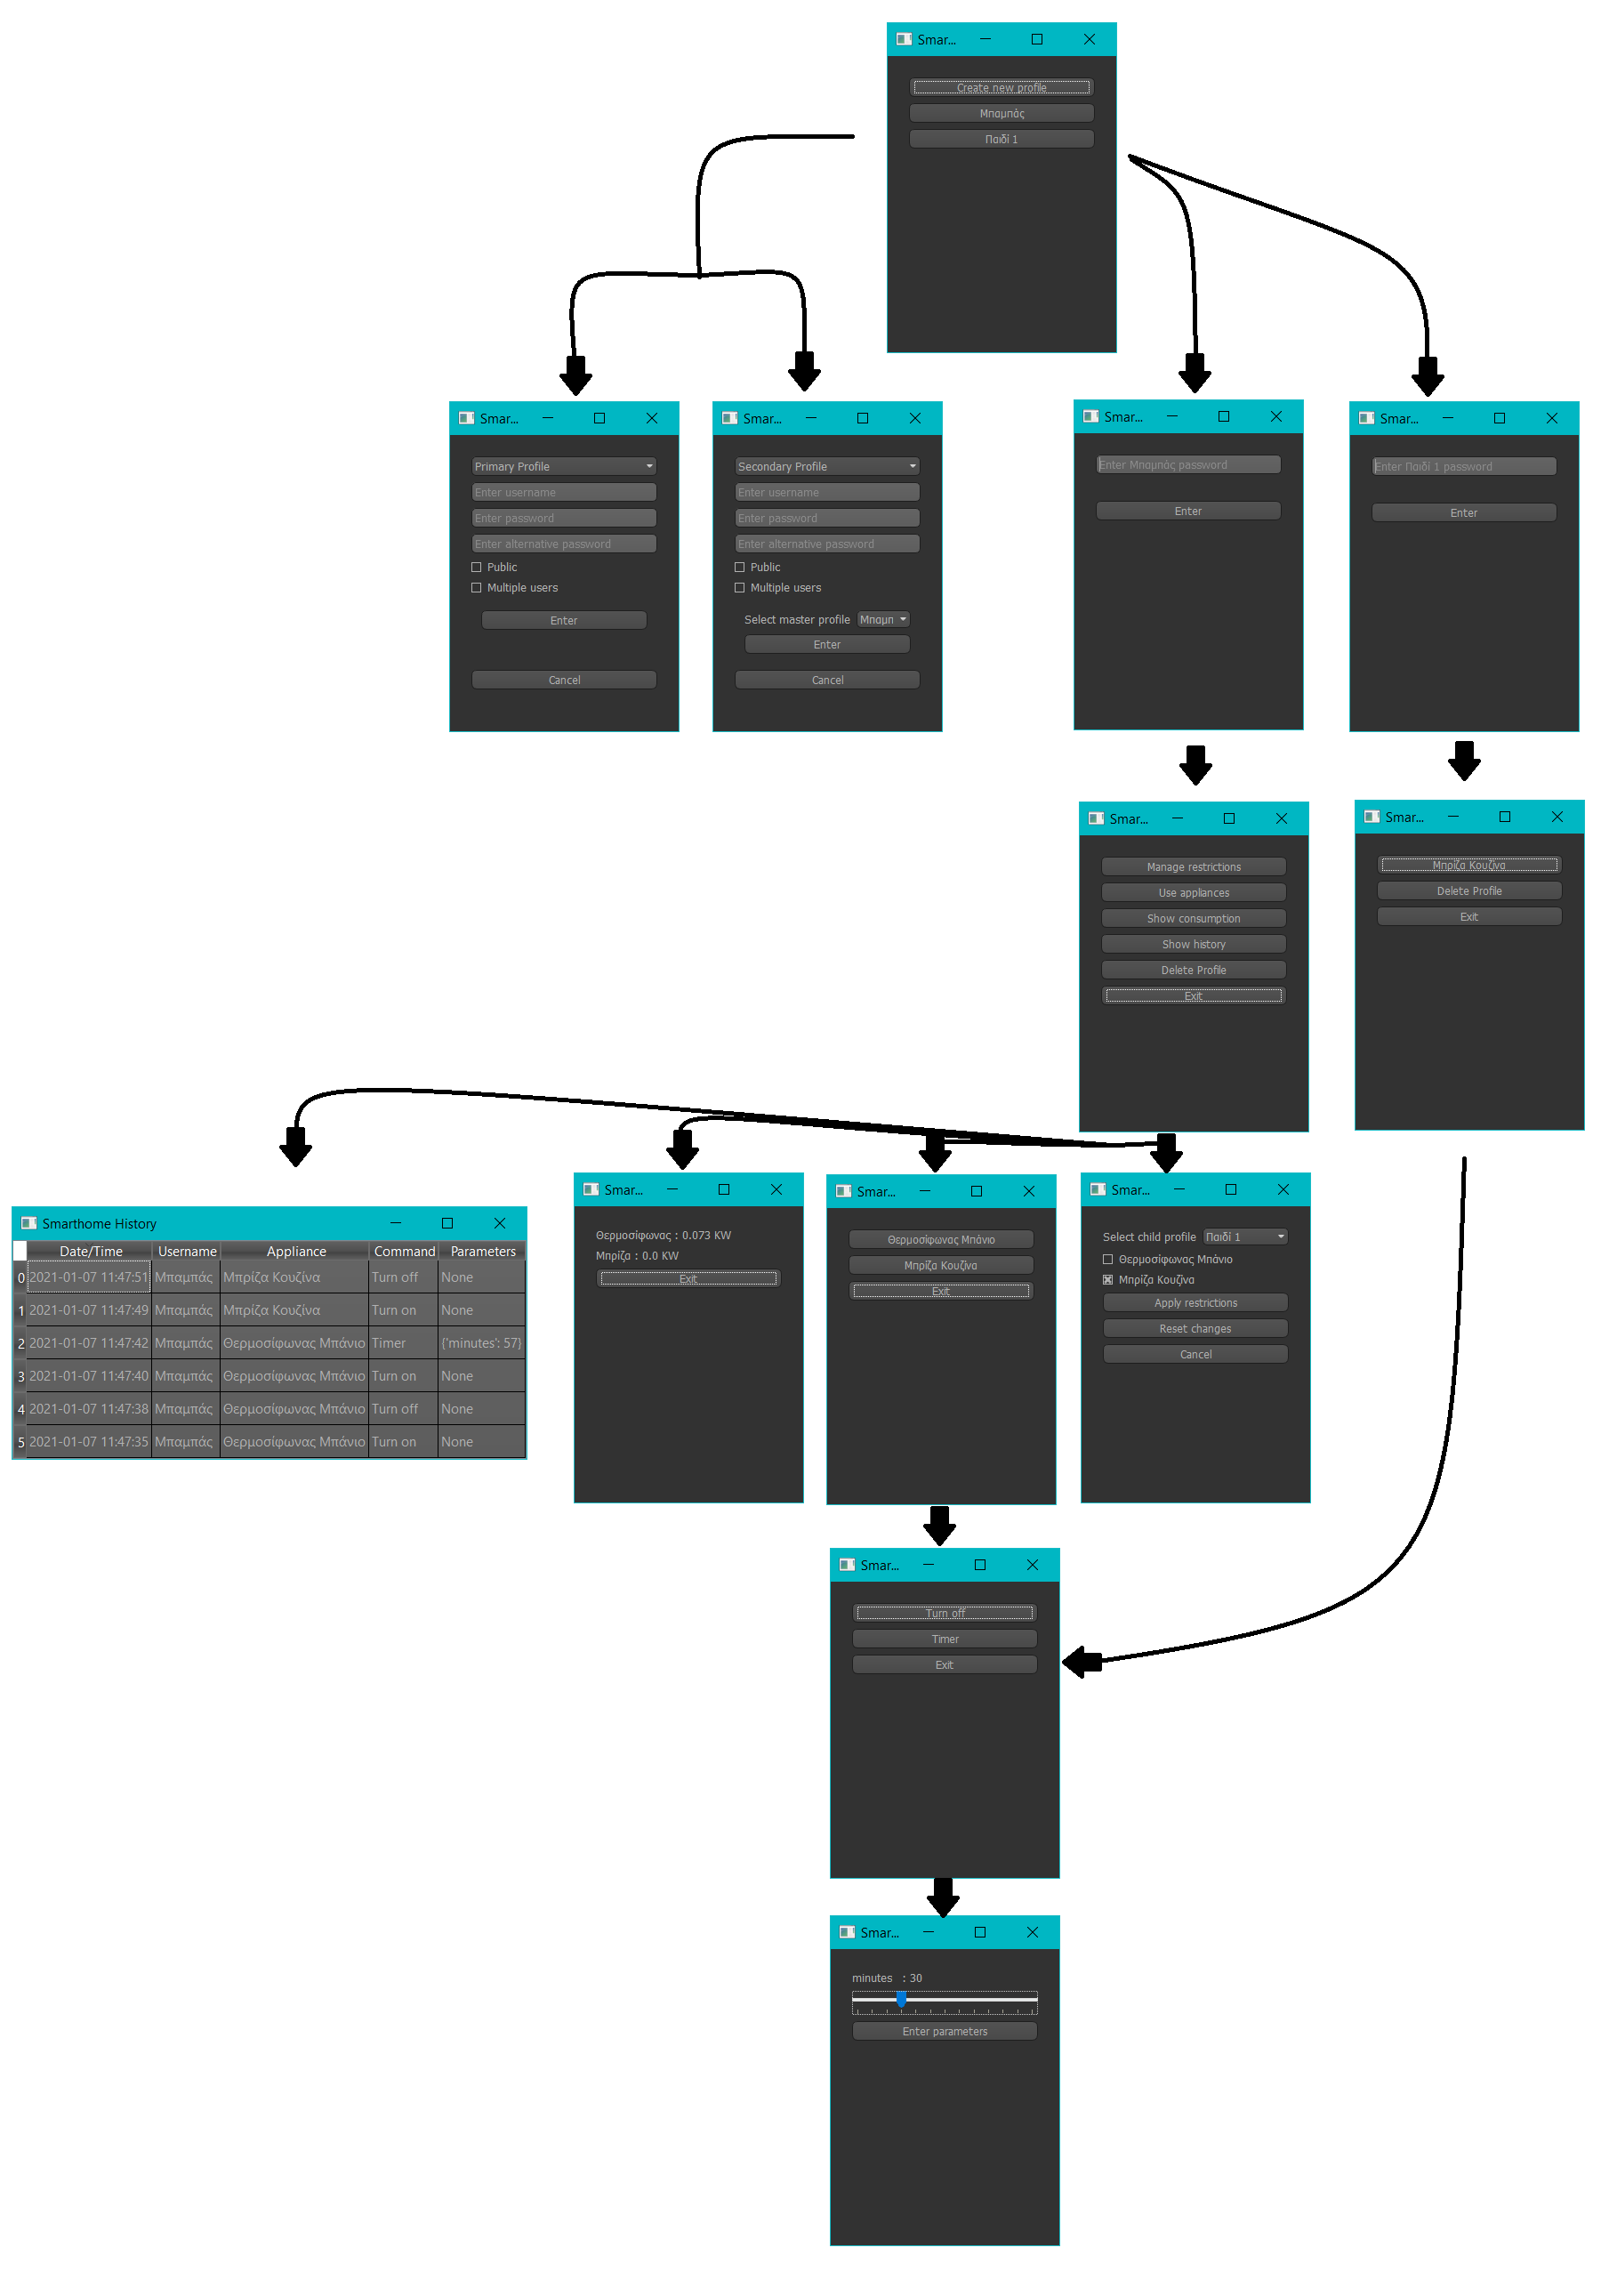 Smar...
Create new profile
Μπαμπάς
Παιδί 1
Smar...
Primary Profile
Enter username
Enter password
Enter alternative password
Public
Multiple users
Enter
Cancel
Smar...
Secondary Profile
Enter username
Enter password
Enter alternative password
Public
Multiple users
Select master profile Μπαμπ
Enter
Cancel
Smar...
Enter Μπαμπάς password
Enter
Smar...
Enter Παιδί 1 password
Enter
Smar...
Manage restrictions
Use appliances
Show consumption
Show history
Delete Profile
Exit
Smar...
Μπρίζα Κουζίνα
Delete Profile
Exit
Smarthome History
Date/Time Username Appliance Command Parameters
0 2021-01-07 11:47:51 Μπαμπάς Μπρίζα Κουζίνα Turn off None
1 2021-01-07 11:47:49 Μπαμπάς Μπρίζα Κουζίνα Turn on None
2 2021-01-07 11:47:42 Μπαμπάς Θερμοσίφωνας Μπάνιο Timer {'minutes': 57}
3 2021-01-07 11:47:40 Μπαμπάς Θερμοσίφωνας Μπάνιο Turn on None
4 2021-01-07 11:47:38 Μπαμπάς Θερμοσίφωνας Μπάνιο Turn off None
5 2021-01-07 11:47:35 Μπαμπάς Θερμοσίφωνας Μπάνιο Turn on None
Smar...
Θερμοσίφωνας : 0.073 KW
Μπρίζα : 0.0 KW
Exit
Smar...
Θερμοσίφωνας Μπάνιο
Μπρίζα Κουζίνα
Exit
Smar...
Select child profile Παιδί 1
Θερμοσίφωνας Μπάνιο
Μπρίζα Κουζίνα
Apply restrictions
Reset changes
Cancel
Smar...
Turn off
Timer
Exit
Smar...
minutes : 30
Enter parameters